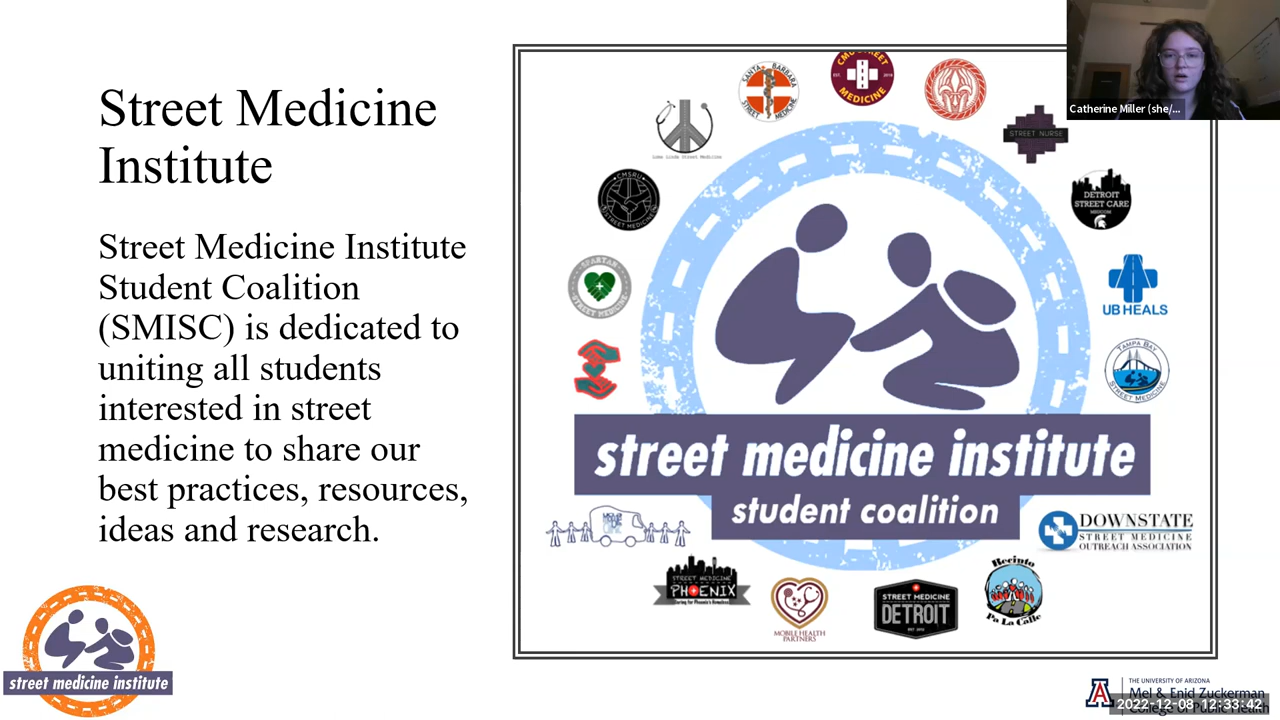 Street Medicine
Institute
Street Medicine Institute
Student Coalition
(SMISC) is dedicated to
uniting all students
interested in street
medicine to share our
best practices, resources,
ideas and research.
street medicine institute
SANTA BARBARA
STREET MEDICINE
CMU STREET
MEDICINE
Loma Linda Street Medicine
STREET NURSE
CMSRU
STREET MEDICINE
DETROIT
STREET CARE
SPARTAN
STREET MEDICINE
UB HEALS
TAMPA BAY
STREET MEDICINE
street medicine institute
student coalition
DOWNSTATE
STREET MEDICINE
OUTREACH ASSOCIATION
STREET MEDICINE
PHOENIX
MOBILE HEALTH
PARTNERS
STREET MEDICINE
DETROIT
Recinto
Pa La Calle
Catherine Miller (she/...
THE UNIVERSITY OF ARIZONA
Mel & Enid Zuckerman
College of Public Health
2022-12-08 12:33:42